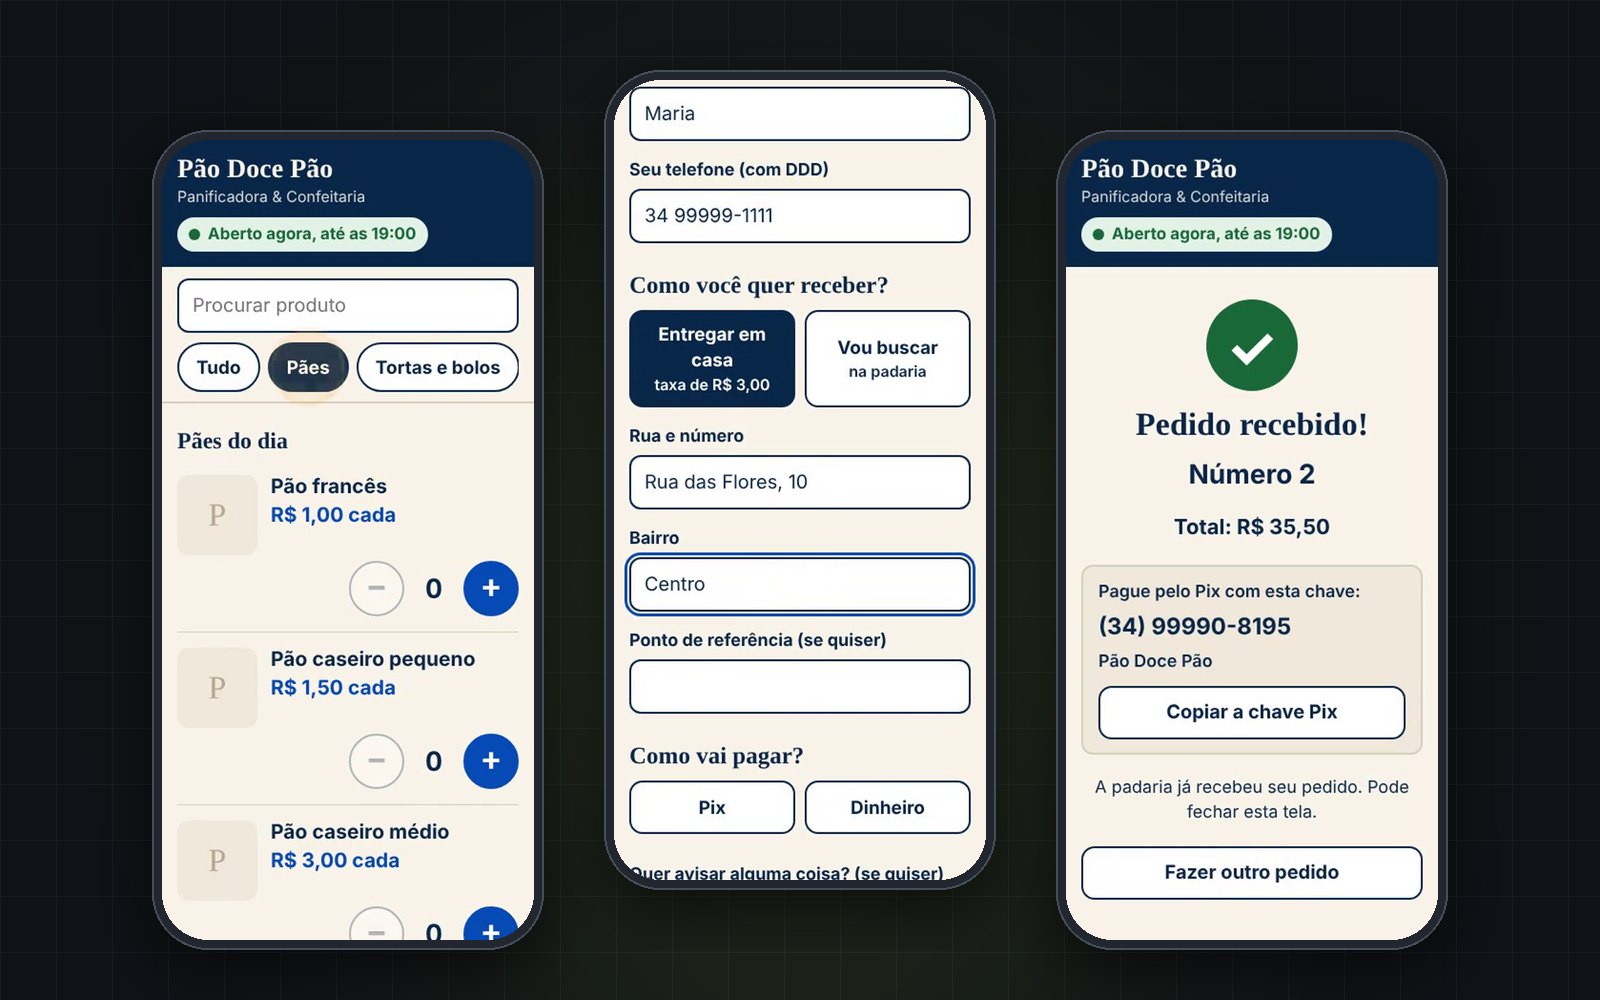 Pão Doce Pão
Panificadora & Confeitaria
Aberto agora, até as 19:00
Procurar produto
Tudo
Pães
Tortas e bolos
Pães do dia
P
Pão francês
R$ 1,00 cada
− 0 +
P
Pão caseiro pequeno
R$ 1,50 cada
− 0 +
P
Pão caseiro médio
R$ 3,00 cada
− 0 +
Maria
Seu telefone (com DDD)
34 99999-1111
Como você quer receber?
Entregar em
casa
taxa de R$ 3,00
Vou buscar
na padaria
Rua e número
Rua das Flores, 10
Bairro
Centro
Ponto de referência (se quiser)
Como vai pagar?
Pix
Dinheiro
Quer avisar alguma coisa? (se quiser)
Pão Doce Pão
Panificadora & Confeitaria
Aberto agora, até as 19:00
Pedido recebido!
Número 2
Total: R$ 35,50
Pague pelo Pix com esta chave:
(34) 99990-8195
Pão Doce Pão
Copiar a chave Pix
A padaria já recebeu seu pedido. Pode
fechar esta tela.
Fazer outro pedido